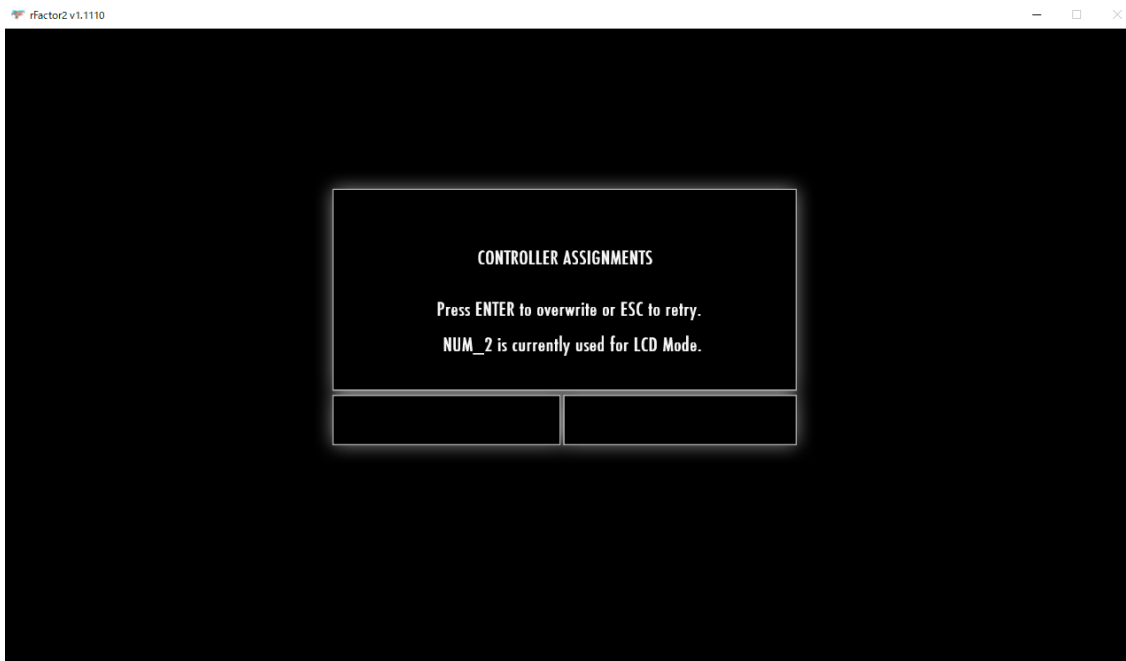 rFactor2 v1.1110
CONTROLLER ASSIGNMENTS
Press ENTER to overwrite or ESC to retry.
NUM_2 is currently used for LCD Mode.